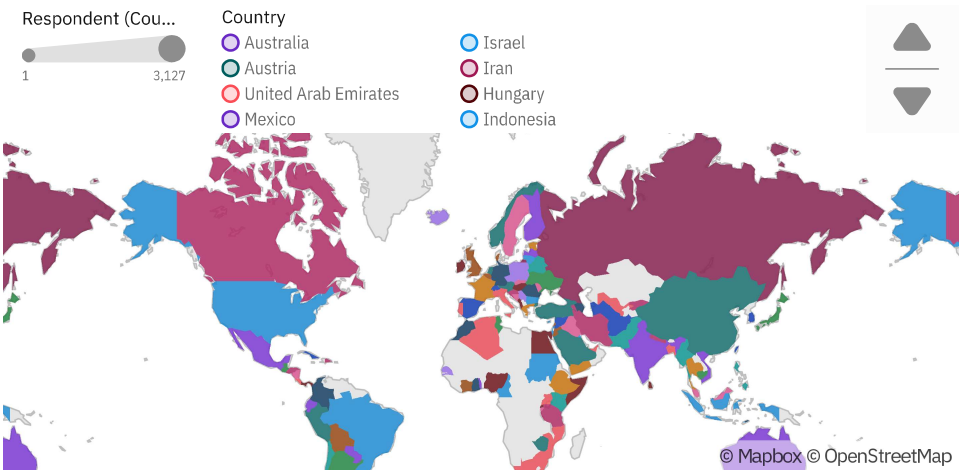 Respondent (Cou...
1
3,127
Country
Australia
Austria
United Arab Emirates
Mexico
Israel
Iran
Hungary
Indonesia
© Mapbox © OpenStreetMap